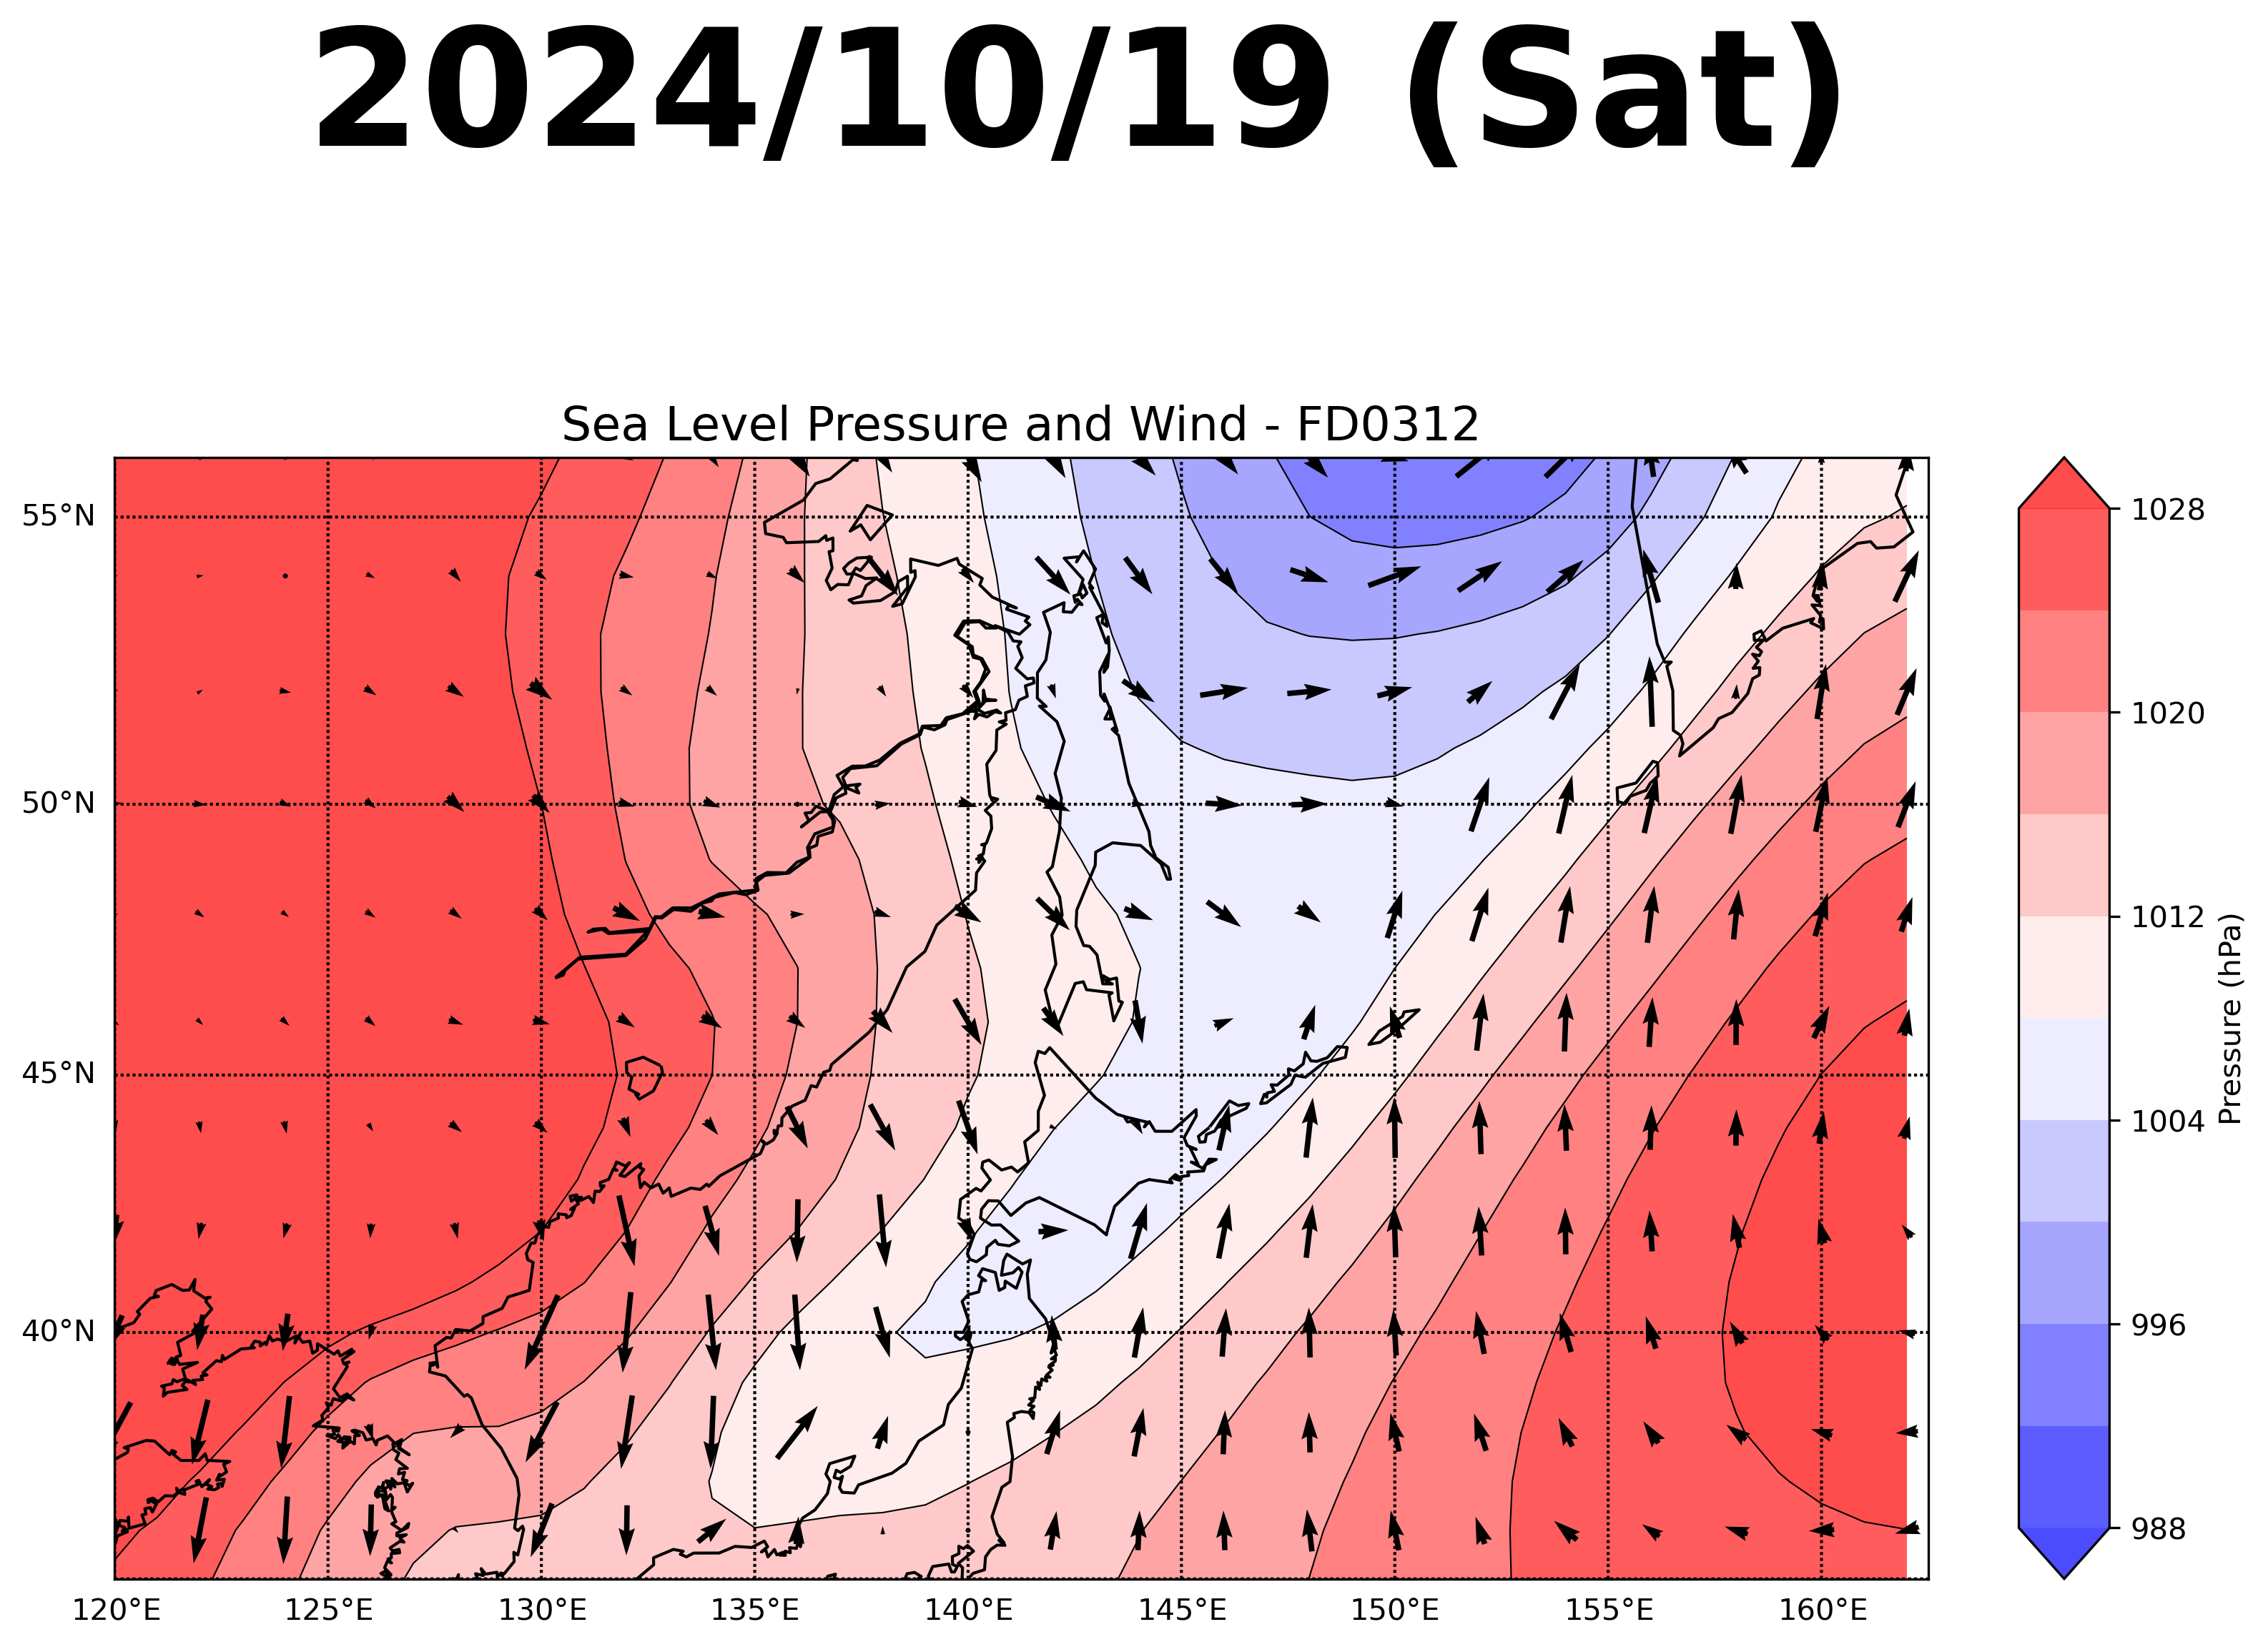 2024/10/19 (Sat)
Sea Level Pressure and Wind - FD0312
55°N
50°N
45°N
40°N
120°E 125°E 130°E 135°E 140°E 145°E 150°E 155°E 160°E
1028
1020
1012
1004
996
988
Pressure (hPa)